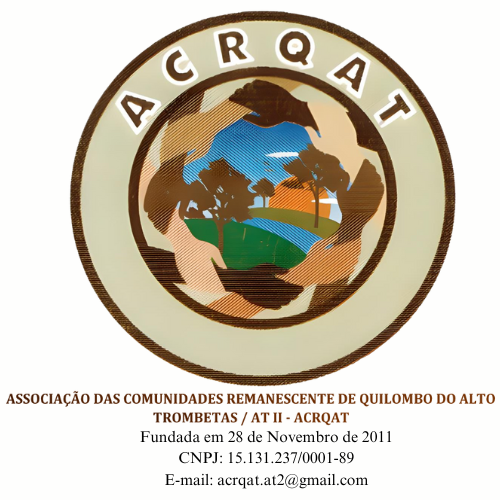 ACRQAT
ASSOCIAÇÃO DAS COMUNIDADES REMANESCENTE DE QUILOMBO DO ALTO
TROMBETAS / AT II - ACRQAT
Fundada em 28 de Novembro de 2011
CNPJ: 15.131.237/0001-89
E-mail: acrqat.at2@gmail.com